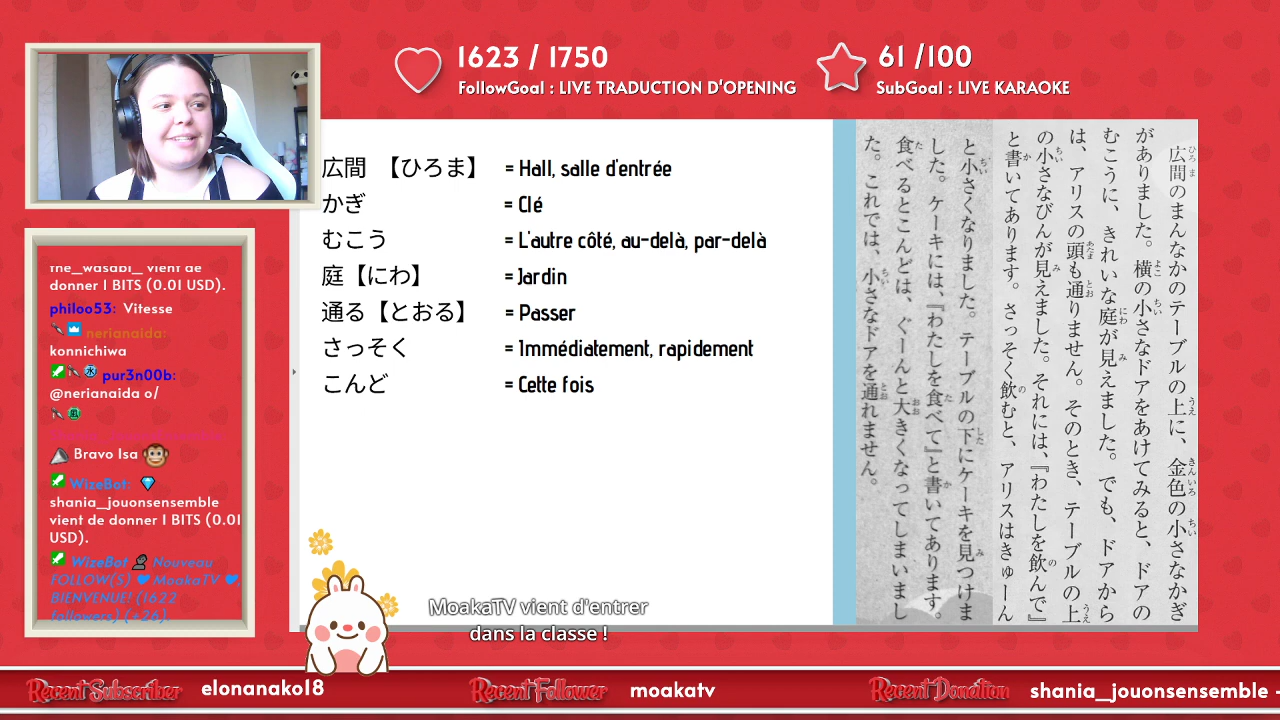 1623 / 1750
FollowGoal : LIVE TRADUCTION D'OPENING
61 /100
SubGoal : LIVE KARAOKE
広間 【ひろま】 = Hall, salle d'entrée
かぎ = Clé
むこう = L'autre côté, au-delà, par-delà
庭【にわ】 = Jardin
通る【とおる】 = Passer
さっそく = Immédiatement, rapidement
こんど = Cette fois
広間のまんなかのテーブルの上に、金色の小さなかぎ
がありました。横の小さなドアをあけてみると、ドアの
むこうに、きれいな庭が見えました。でも、ドアから
は、アリスの頭も通りません。そのとき、テーブルの上
の小さなびんが見えました。それには、『わたしを飲んで』
と書いてあります。さっそく飲むと、アリスはきゅーん
と小さくなりました。テーブルの下にケーキを見つけま
した。ケーキには、『わたしを食べて』と書いてあります。
食べるとこんどは、ぐーんと大きくなってしまいまし
た。これでは、小さなドアを通れません。
the_wasabi_ vient de
donner 1 BITS (0.01 USD).
philoo53: Vitesse
nerianaida:
konnichiwa
pur3n00b:
@nerianaida o/
Bravo Isa
WizeBot:
shania_jouonsensemble
vient de donner 1 BITS (0.01
USD).
WizeBot Nouveau
FOLLOW(S) MoakaTV
BIENVENUE! (1622
followers) (+26).
MoakaTV vient d'entrer
dans la classe !
Recent Subscriber elonanako18
Recent Follower moakatv
Recent Donation shania_jouonsensemble -